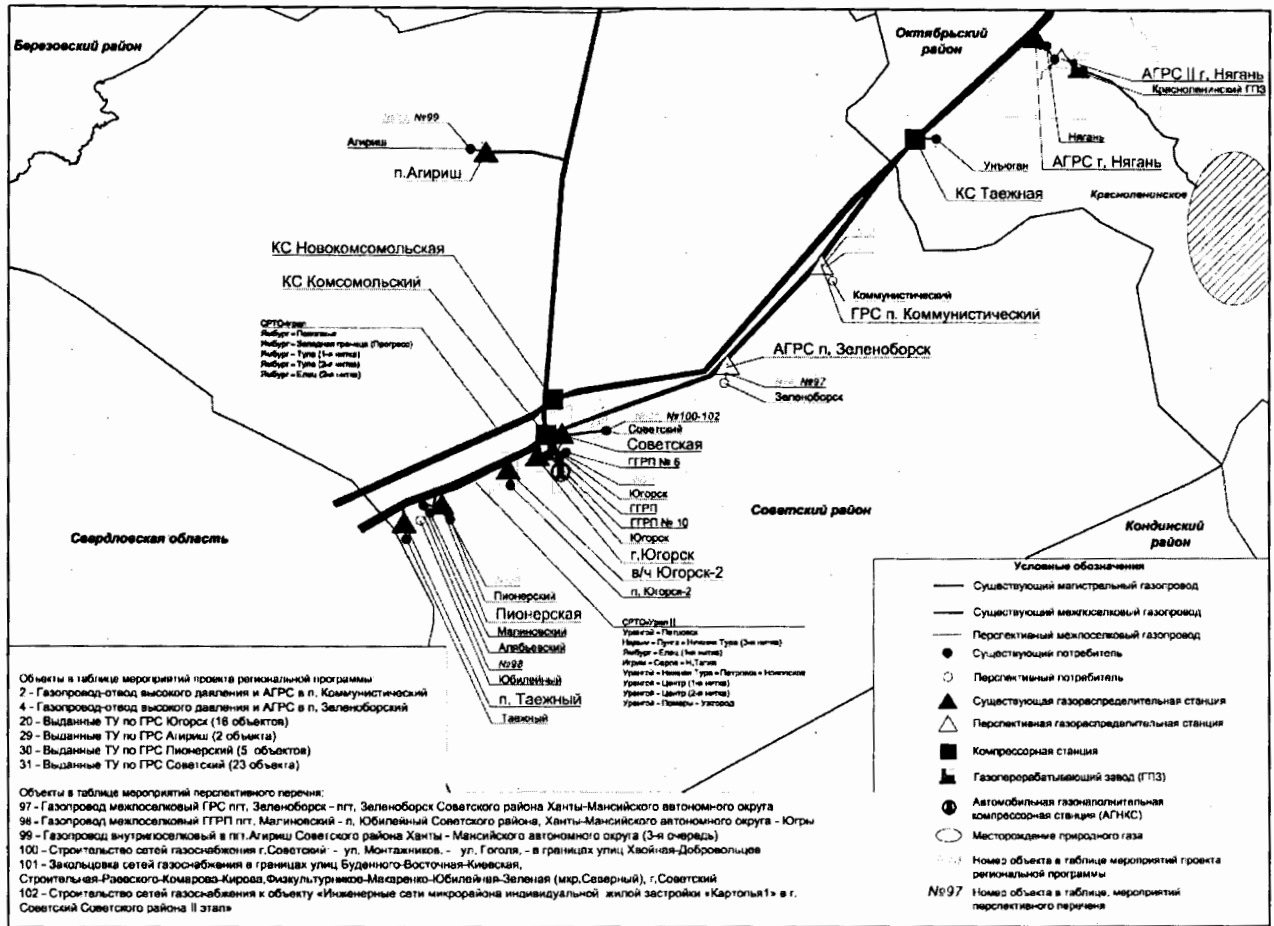 Березовский район
Октябрьский район
АГРС II г, Нягань
Красноленинский ГПЗ
Нягань
АГРС г, Нягань
№99
Агириш
п.Агириш
Унъюган
КС Таежная
Красноленинское
КС Новокомсомольская
КС Комсомольский
Коммунистический
ГРС п. Коммунистический
СРТО-Урал
Ямбург - Поволжье
Ямбург - Западная граница (Прогресс)
Ямбург - Тула (1-я нитка)
Ямбург - Тула (2-я нитка)
Ямбург - Елец (2-я нитка)
АГРС п, Зеленоборск
№97
Зеленоборск
№100-102
Советский
Советская
ГГРП № 6
Югорск
ГГРП
ГГРП № 10
Югорск
г.Югорск
в/ч Югорск-2
п, Югорск-2
Советский район
Кондинский район
Свердловская область
Пионерский
Пионерская
Малиновский
Алябьевский
№98
Юбилейный
п. Таежный
Таежный
СРТО-Урал II
Уренгой - Петровск
Надым - Пунга - Нижняя Тура (3-я нитка)
Ямбург - Елец (1-я нитка)
Игрим - Серов - Н.Тагил
Уренгой - Нижняя Тура - Петровск - Новопсков
Уренгой - Центр (1-я нитка)
Уренгой - Центр (2-я нитка)
Уренгой - Помары - Ужгород
Условные обозначения
Существующий магистральный газопровод
Существующий межпоселковый газопровод
Перспективный межпоселковый газопровод
Существующий потребитель
Перспективный потребитель
Существующая газораспределительная станция
Перспективная газораспределительная станция
Компрессорная станция
Газоперерабатывающий завод (ГПЗ)
Автомобильная газонаполнительная
компрессорная станция (АГНКС)
Месторождение природного газа
Номер объекта в таблице мероприятий проекта
региональной программы
№97 Номер объекта в таблице, мероприятий
перспективного перечня
Объекты в таблице мероприятий проекта региональной программы
2 - Газопровод-отвод высокого давления и АГРС в п. Коммунистический
4 - Газопровод-отвод высокого давления и АГРС в п, Зеленоборский
20 - Выданные ТУ по ГРС Югорск (16 объектов)
29 - Выданные ТУ по ГРС Агириш (2 объекта)
30 - Выданные ТУ по ГРС Пионерский (5 объектов)
31 - Выданные ТУ по ГРС Советский (23 объекта)
Объекты в таблице мероприятий перспективного перечня:
97 - Газопровод межпоселковый ГРС пгт, Зеленоборск - пгт, Зеленоборск Советского района Ханты-Мансийского автономного округа
98 - Газопровод межпоселковый ГГРП пгт, Малиновский - п, Юбилейный Советского района, Ханты-Мансийского автономного округа - Югры
99 - Газопровод внутрипоселковый в пгт.Агириш Советского района Ханты - Мансийского автономного округа (3-я очередь)
100 - Строительство сетей газоснабжения г.Советский - ул, Монтажников, - ул, Гоголя, - в границах улиц Хвойная-Добровольцев
101 - Закольцовка сетей газоснабжения в границах улиц Буденного-Восточная-Киевская,
Строительная-Раевского-Комарова-Кирова,Физкультурников-Макаренко-Юбилейная-Зеленая (мкр,Северный), г,Советский
102 - Строительство сетей газоснабжения к объекту «Инженерные сети микрорайона индивидуальной жилой застройки «Картопья1» в г.
Советский Советского района II этап»